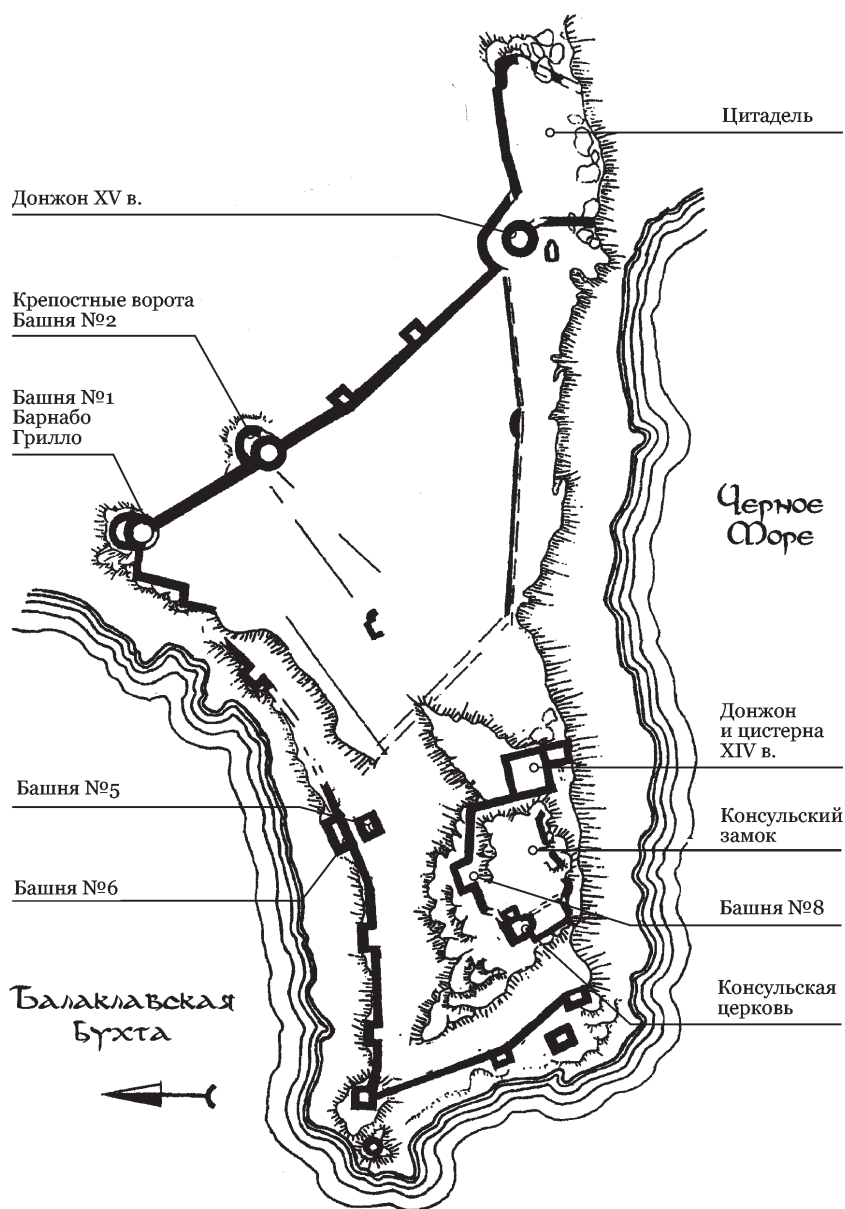 Цитадель
Донжон XV в.
Крепостные ворота
Башня №2
Башня №1
Барнабо
Грилло
Черное
Море
Донжон
и цистерна
XIV в.
Башня №5
Консульский
замок
Башня №6
Башня №8
Консульская
церковь
Балаклавская
Бухта